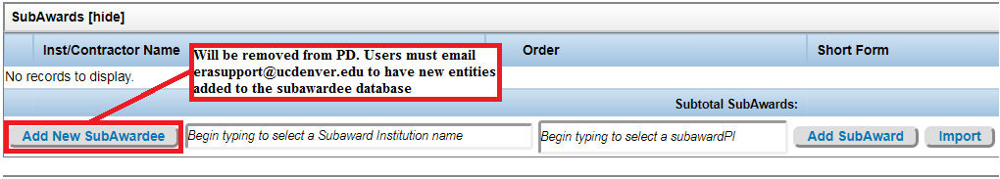 SubAwards [hide]
Inst/Contractor Name Order Short Form
Will be removed from PD. Users must email
erasupport@ucdenver.edu to have new entities
added to the subawardee database
No records to display.
Subtotal SubAwards:
Add New SubAwardee Begin typing to select a Subaward Institution name Begin typing to select a subawardPI Add SubAward Import